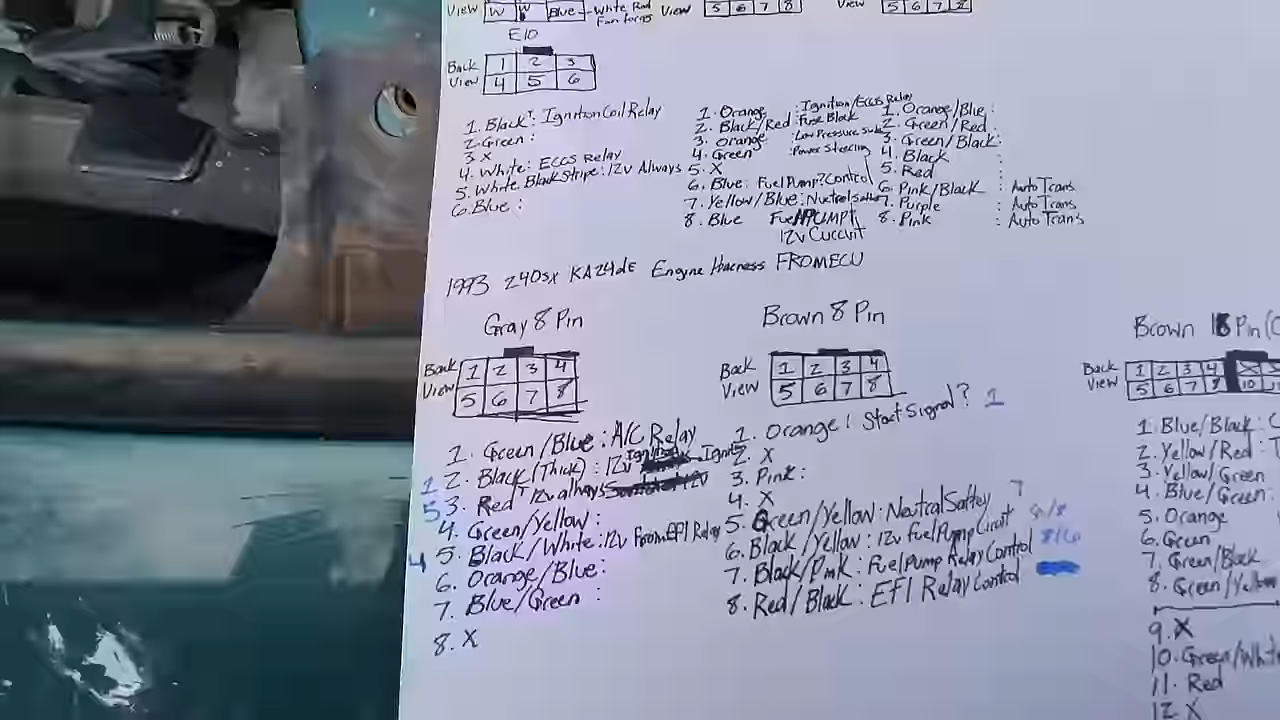 View W W Blue - White Red View 5 6 7 8 View 5 6 7 8
Fan
E10
Back 1 2 3
View 4 5 6
1. Black : Ignition Coil Relay
2. Green :
3. X
4. White: ECCS Relay
5. White Black Stripe: 12v Always
6. Blue :
1. Orange : Ignition/ECCS Relay
2. Black/Red : Fuse Block
3. Orange : Low Pressure
4. Green : Power Steering
5. X
6. Blue: Fuel Pump? Control
7. Yellow/Blue: Nuetral
8. Blue Fuel PUMP
12v Curcuit
1. Orange/Blue :
2. Green/Red :
3. Green/Black:
4. Black :
5. Red :
6. Pink/Black : Auto Trans
7. Purple : Auto Trans
8. Pink : Auto Trans
1993 240sx KA24de Engine Harness FROM ECU
Gray 8 Pin
Back 1 2 3 4
View 5 6 7 8
1. Green/Blue: A/C Relay
1 2. Black (Thick) : 12v Ignition
5 3. Red 12v always
4. Green/Yellow :
4 5. Black/White: 12v From EFI Relay
6. Orange/Blue:
7. Blue/Green :
8. X
Brown 8 Pin
Back 1 2 3 4
View 5 6 7 8
1. Orange : Start Signal? 1
2. X
3. Pink:
4. X
5. Green/Yellow: Neutral Saftey 7
6. Black/Yellow: 12v Fuel Pump Circuit
7. Black/Pink: Fuel Pump Relay Control 8/6
8. Red/Black: EFI Relay Control
Brown Pin (
Back 1 2 3 4 X
View 6 7 8 10
1. Blue/Black:
2. Yellow/Red :
3. Yellow/Green
4. Blue/Green:
5. Orange
6. Green
7. Green/Black
8. Green/Yellow
9. X
10. Green/White
11. Red
12. X